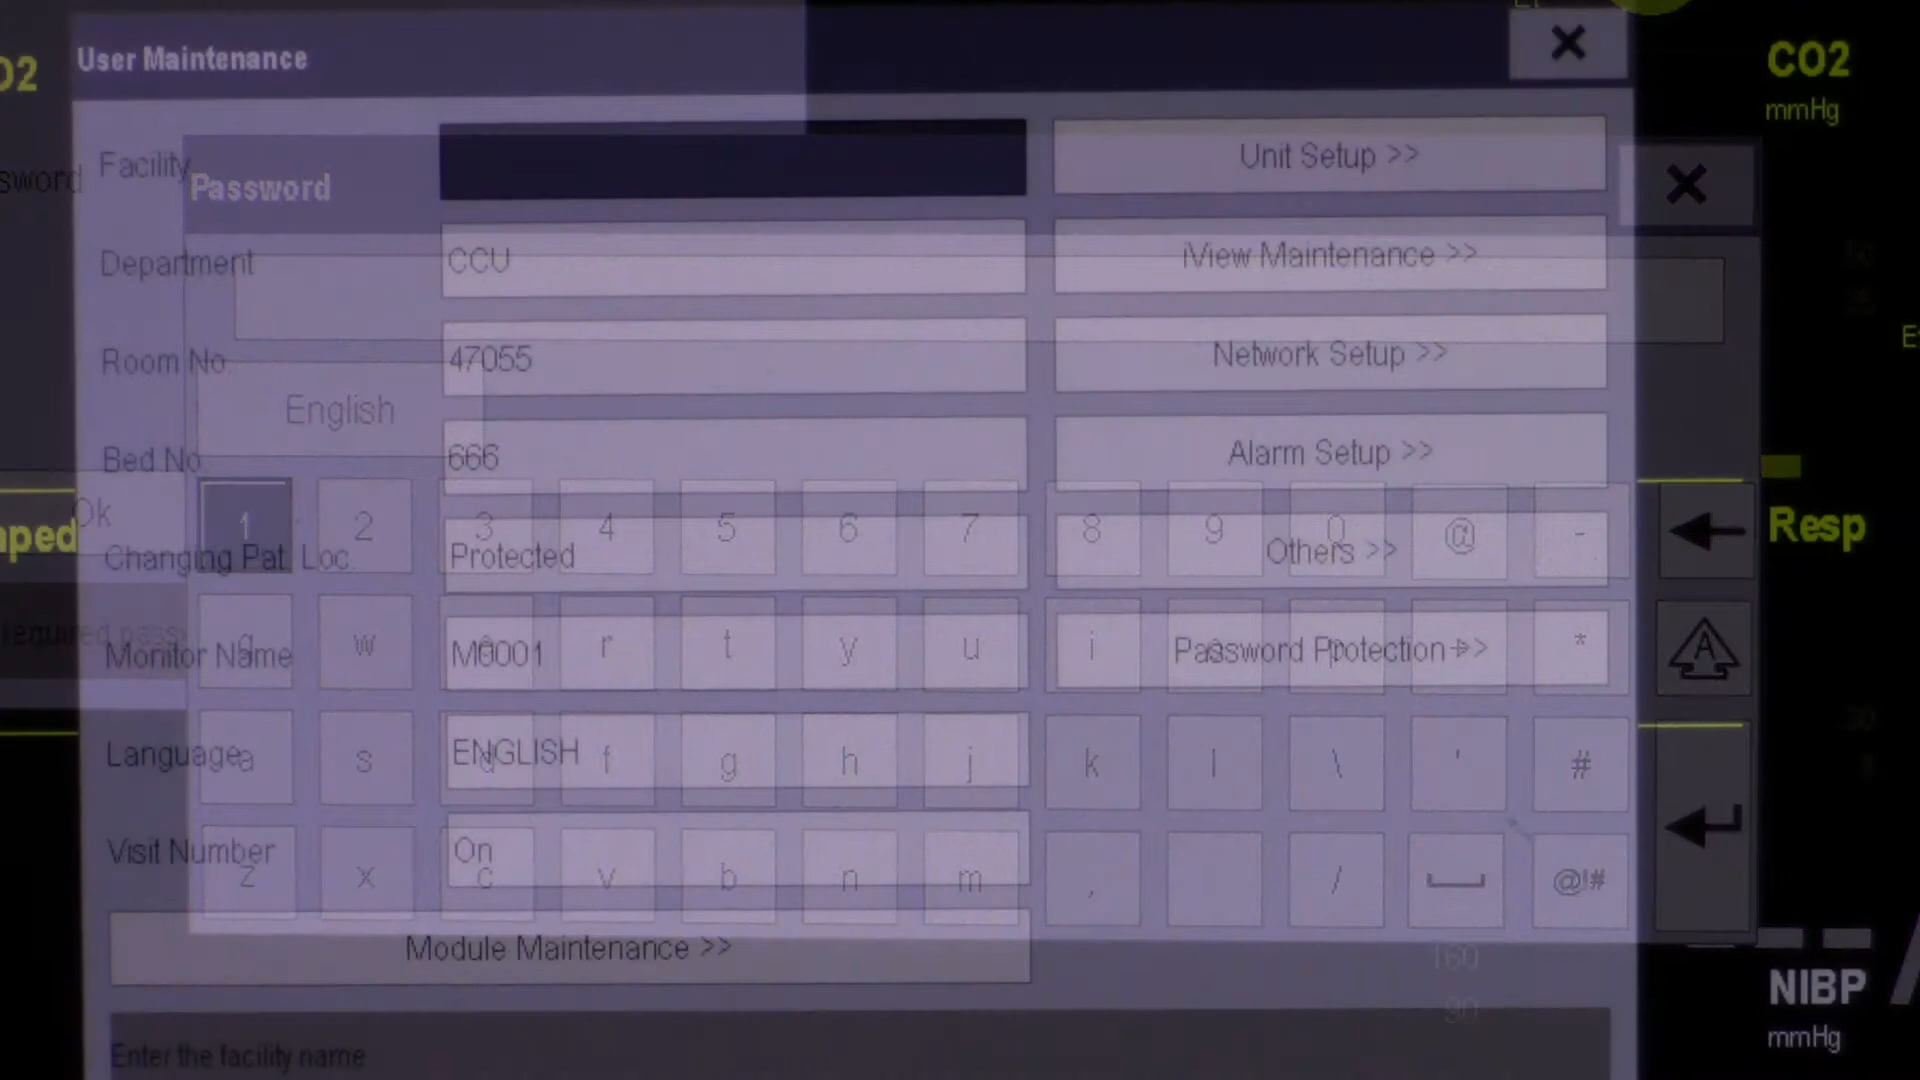 User Maintenance
CO2
mmHg
Facility
Unit Setup >>
Password
Department
CCU
iView Maintenance >>
Room No
47055
Network Setup >>
English
Bed No
666
Alarm Setup >>
Ok
1 2 3 4 5 6 7 8 9 0 @ -
Resp
Changing Pat. Loc.
Protected
Others >>
q w e r t y u i o p *
Monitor Name
M0001
Password Protection >>
Language
ENGLISH
a s d f g h j k l \ ' #
Visit Number
On
z x c v b n m , / @!#
Module Maintenance >>
160
90
NIBP
mmHg
Enter the facility name